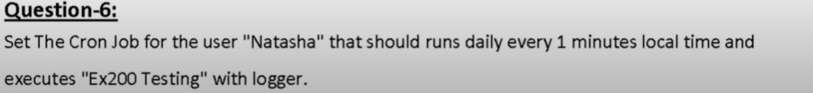 Question-6:
Set The Cron Job for the user "Natasha" that should runs daily every 1 minutes local time and
executes "Ex200 Testing" with logger.